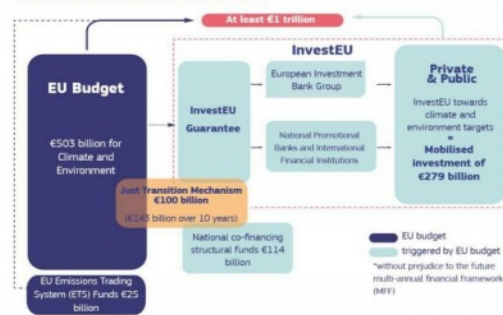 At least €1 trillion
EU Budget
€503 billion for
Climate and
Environment
InvestEU
InvestEU
Guarantee
European Investment
Bank Group
National Promotional
Banks and International
Financial Institutions
Private
& Public
InvestEU towards
climate and
environment targets
=
Mobilised
investment of
€279 billion
Just Transition Mechanism
€100 billion
(€143 billion over 10 years)
National co-financing
structural funds €114
billion
EU Emissions Trading
System (ETS) Funds €25
billion
EU budget
triggered by EU budget
*without prejudice to the future
multi-annual financial framework
(MFF)